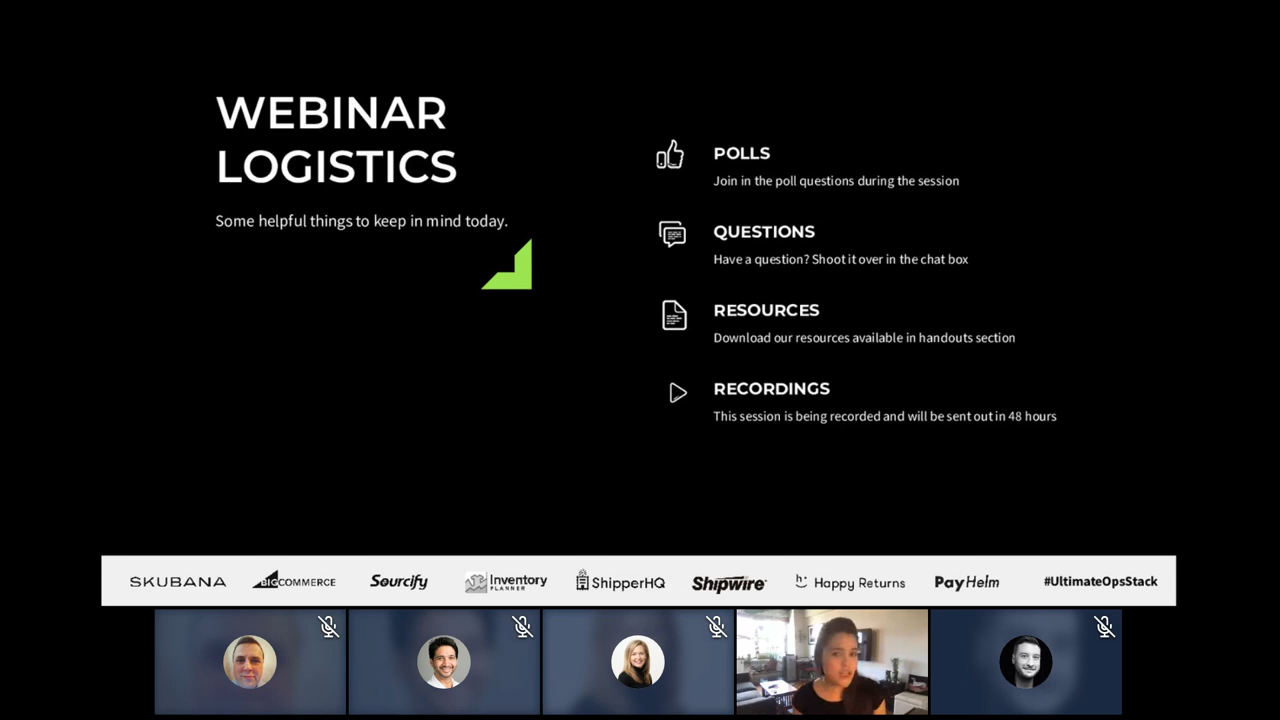 WEBINAR
LOGISTICS
Some helpful things to keep in mind today.
POLLS
Join in the poll questions during the session
QUESTIONS
Have a question? Shoot it over in the chat box
RESOURCES
Download our resources available in handouts section
RECORDINGS
This session is being recorded and will be sent out in 48 hours
SKUBANA BIGCOMMERCE Sourcify Inventory PLANNER ShipperHQ Shipwire Happy Returns PayHelm #UltimateOpsStack